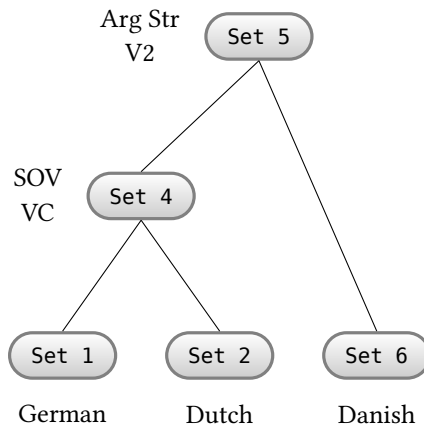 Arg Str
V2
Set 5
SOV
VC
Set 4
Set 1
Set 2
Set 6
German
Dutch
Danish